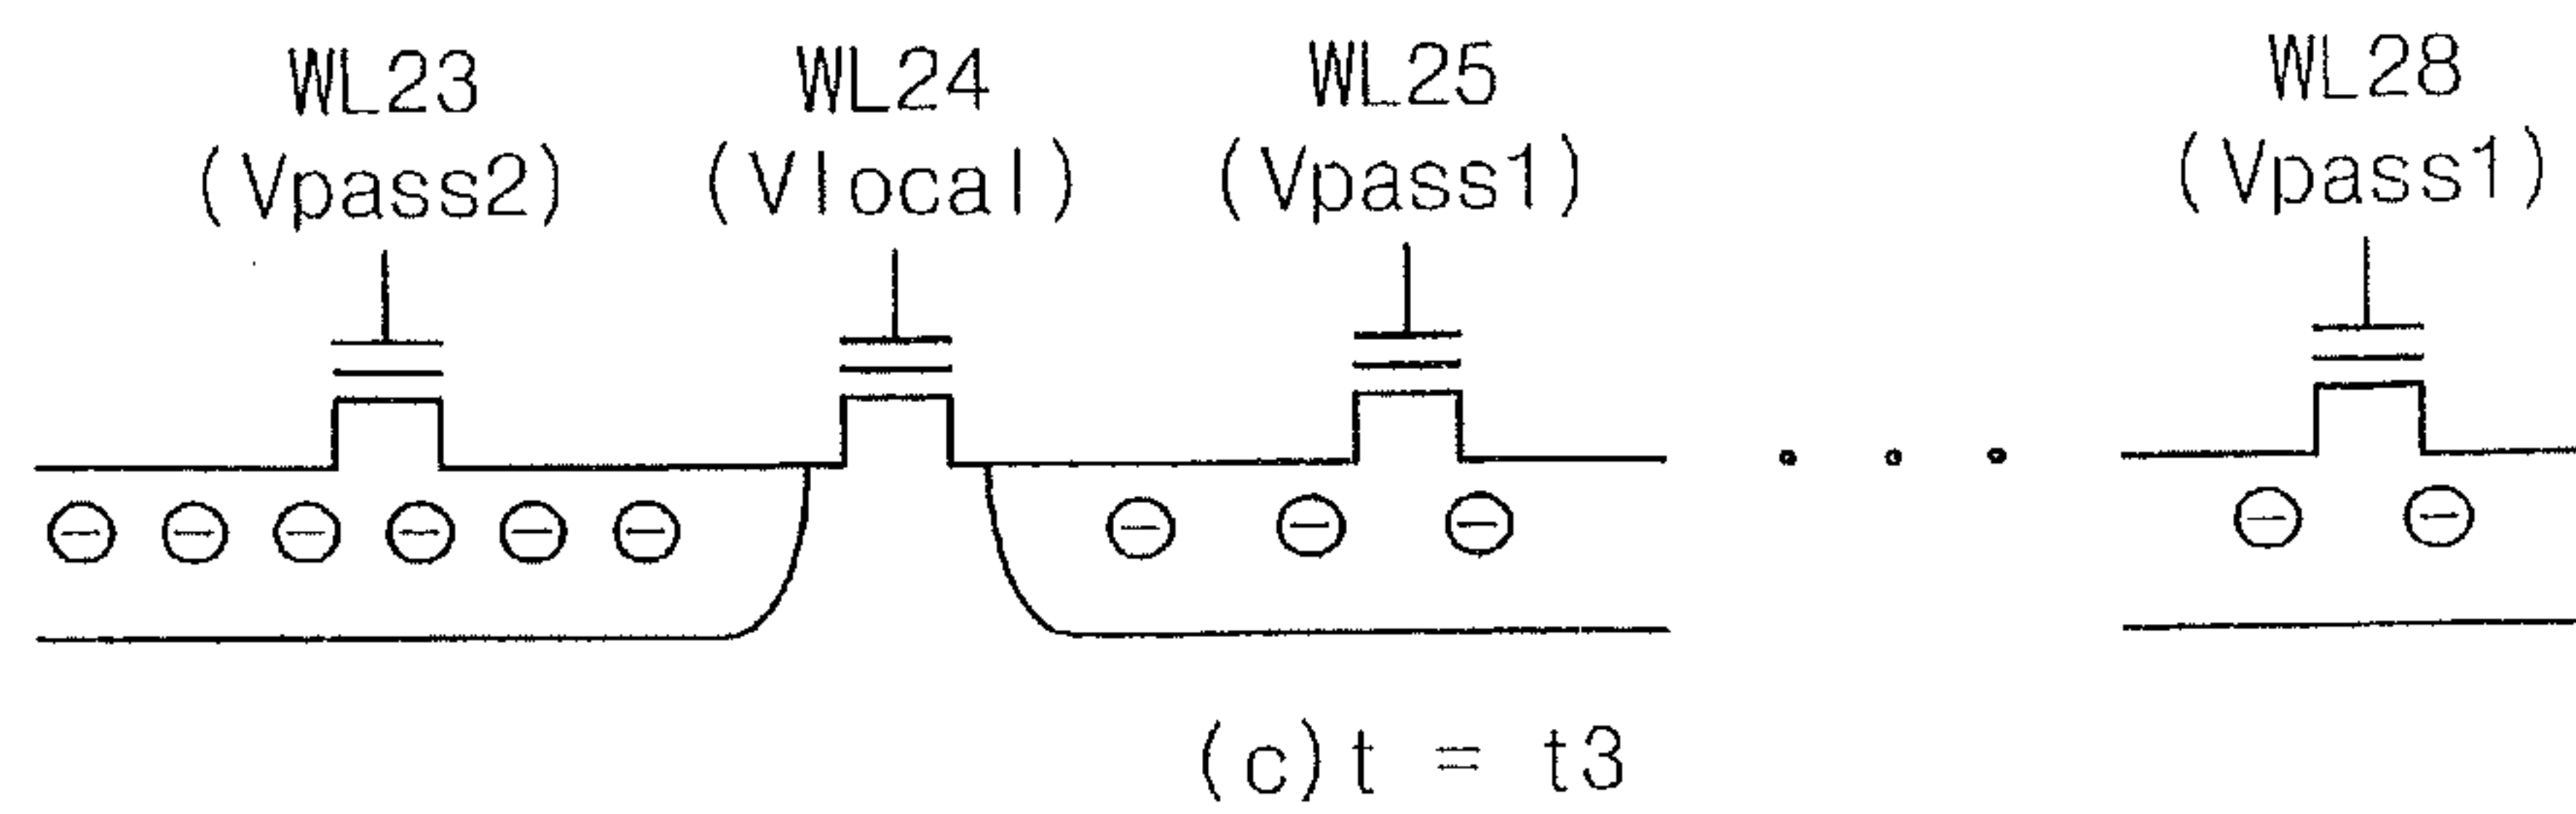 WL23 WL24 WL25 WL28
(Vpass2) (Vlocal) (Vpass1) (Vpass1)
(c) t = t3